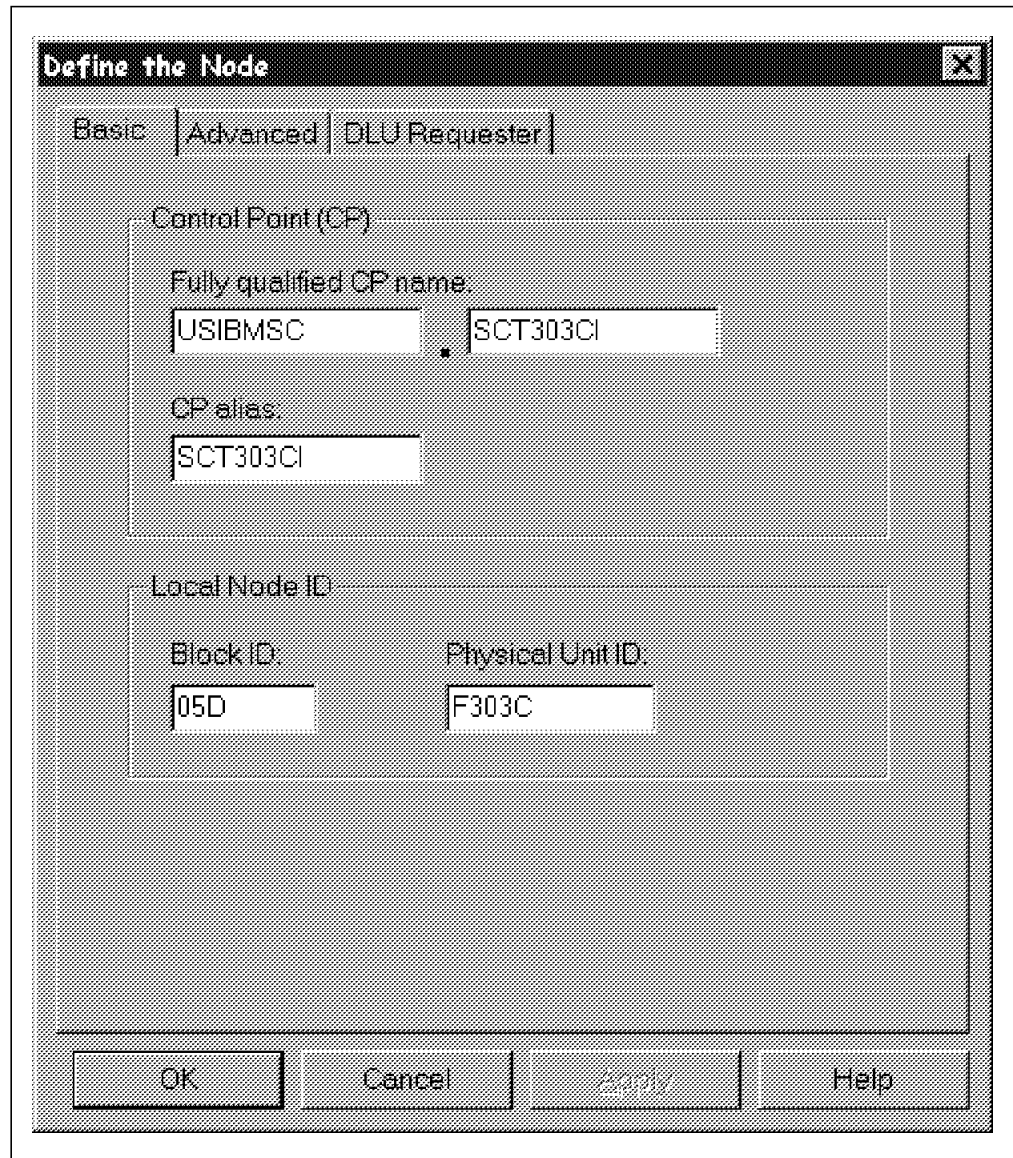 Define the Node
Basic Advanced DLU Requester
Control Point (CP)
Fully qualified CP name:
USIBMSC . SCT303CI
CP alias:
SCT303CI
Local Node ID
Block ID: Physical Unit ID:
05D F303C
OK Cancel Apply Help